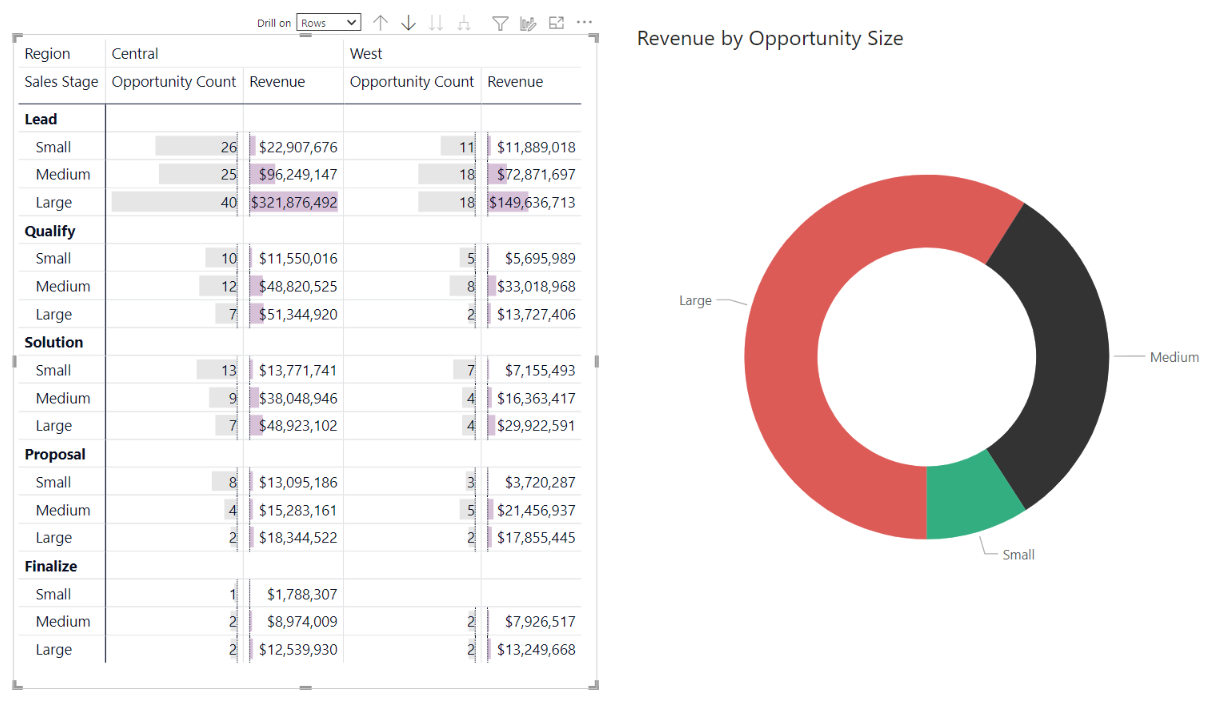 Drill on Rows
Revenue by Opportunity Size
Region Central West
Sales Stage Opportunity Count Revenue Opportunity Count Revenue
Lead
Small 26 $22,907,676 11 $11,889,018
Medium 25 $96,249,147 18 $72,871,697
Large 40 $321,876,492 18 $149,636,713
Qualify
Small 10 $11,550,016 5 $5,695,989
Medium 12 $48,820,525 8 $33,018,968
Large 7 $51,344,920 2 $13,727,406
Solution
Small 13 $13,771,741 7 $7,155,493
Medium 9 $38,048,946 4 $16,363,417
Large 7 $48,923,102 4 $29,922,591
Proposal
Small 8 $13,095,186 3 $3,720,287
Medium 4 $15,283,161 5 $21,456,937
Large 2 $18,344,522 2 $17,855,445
Finalize
Small 1 $1,788,307
Medium 2 $8,974,009 2 $7,926,517
Large 2 $12,539,930 2 $13,249,668
Large
Medium
Small